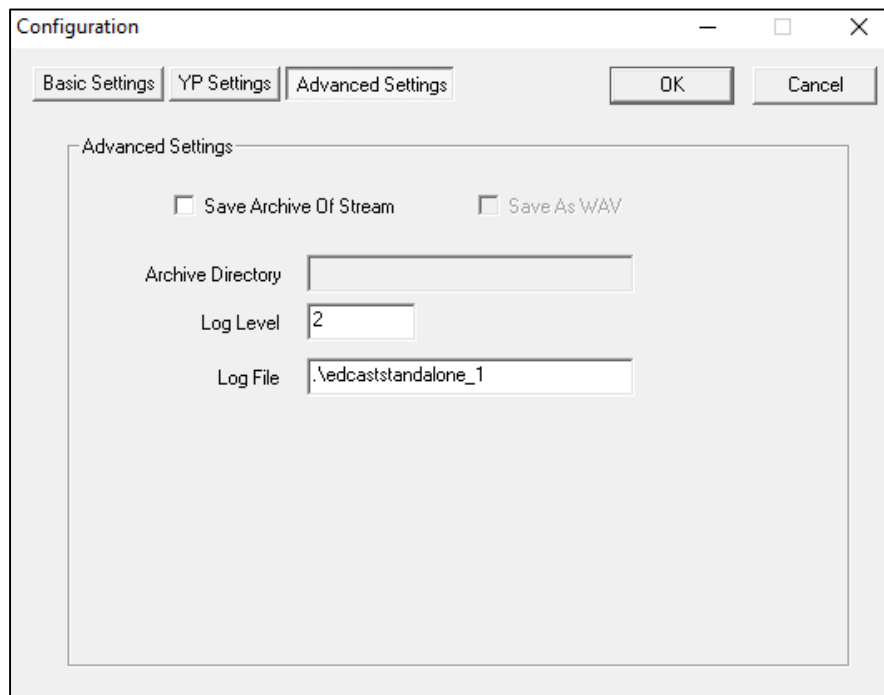 Configuration
Basic Settings YP Settings Advanced Settings OK Cancel
Advanced Settings
Save Archive Of Stream Save As WAV
Archive Directory
Log Level 2
Log File .\edcaststandalone_1